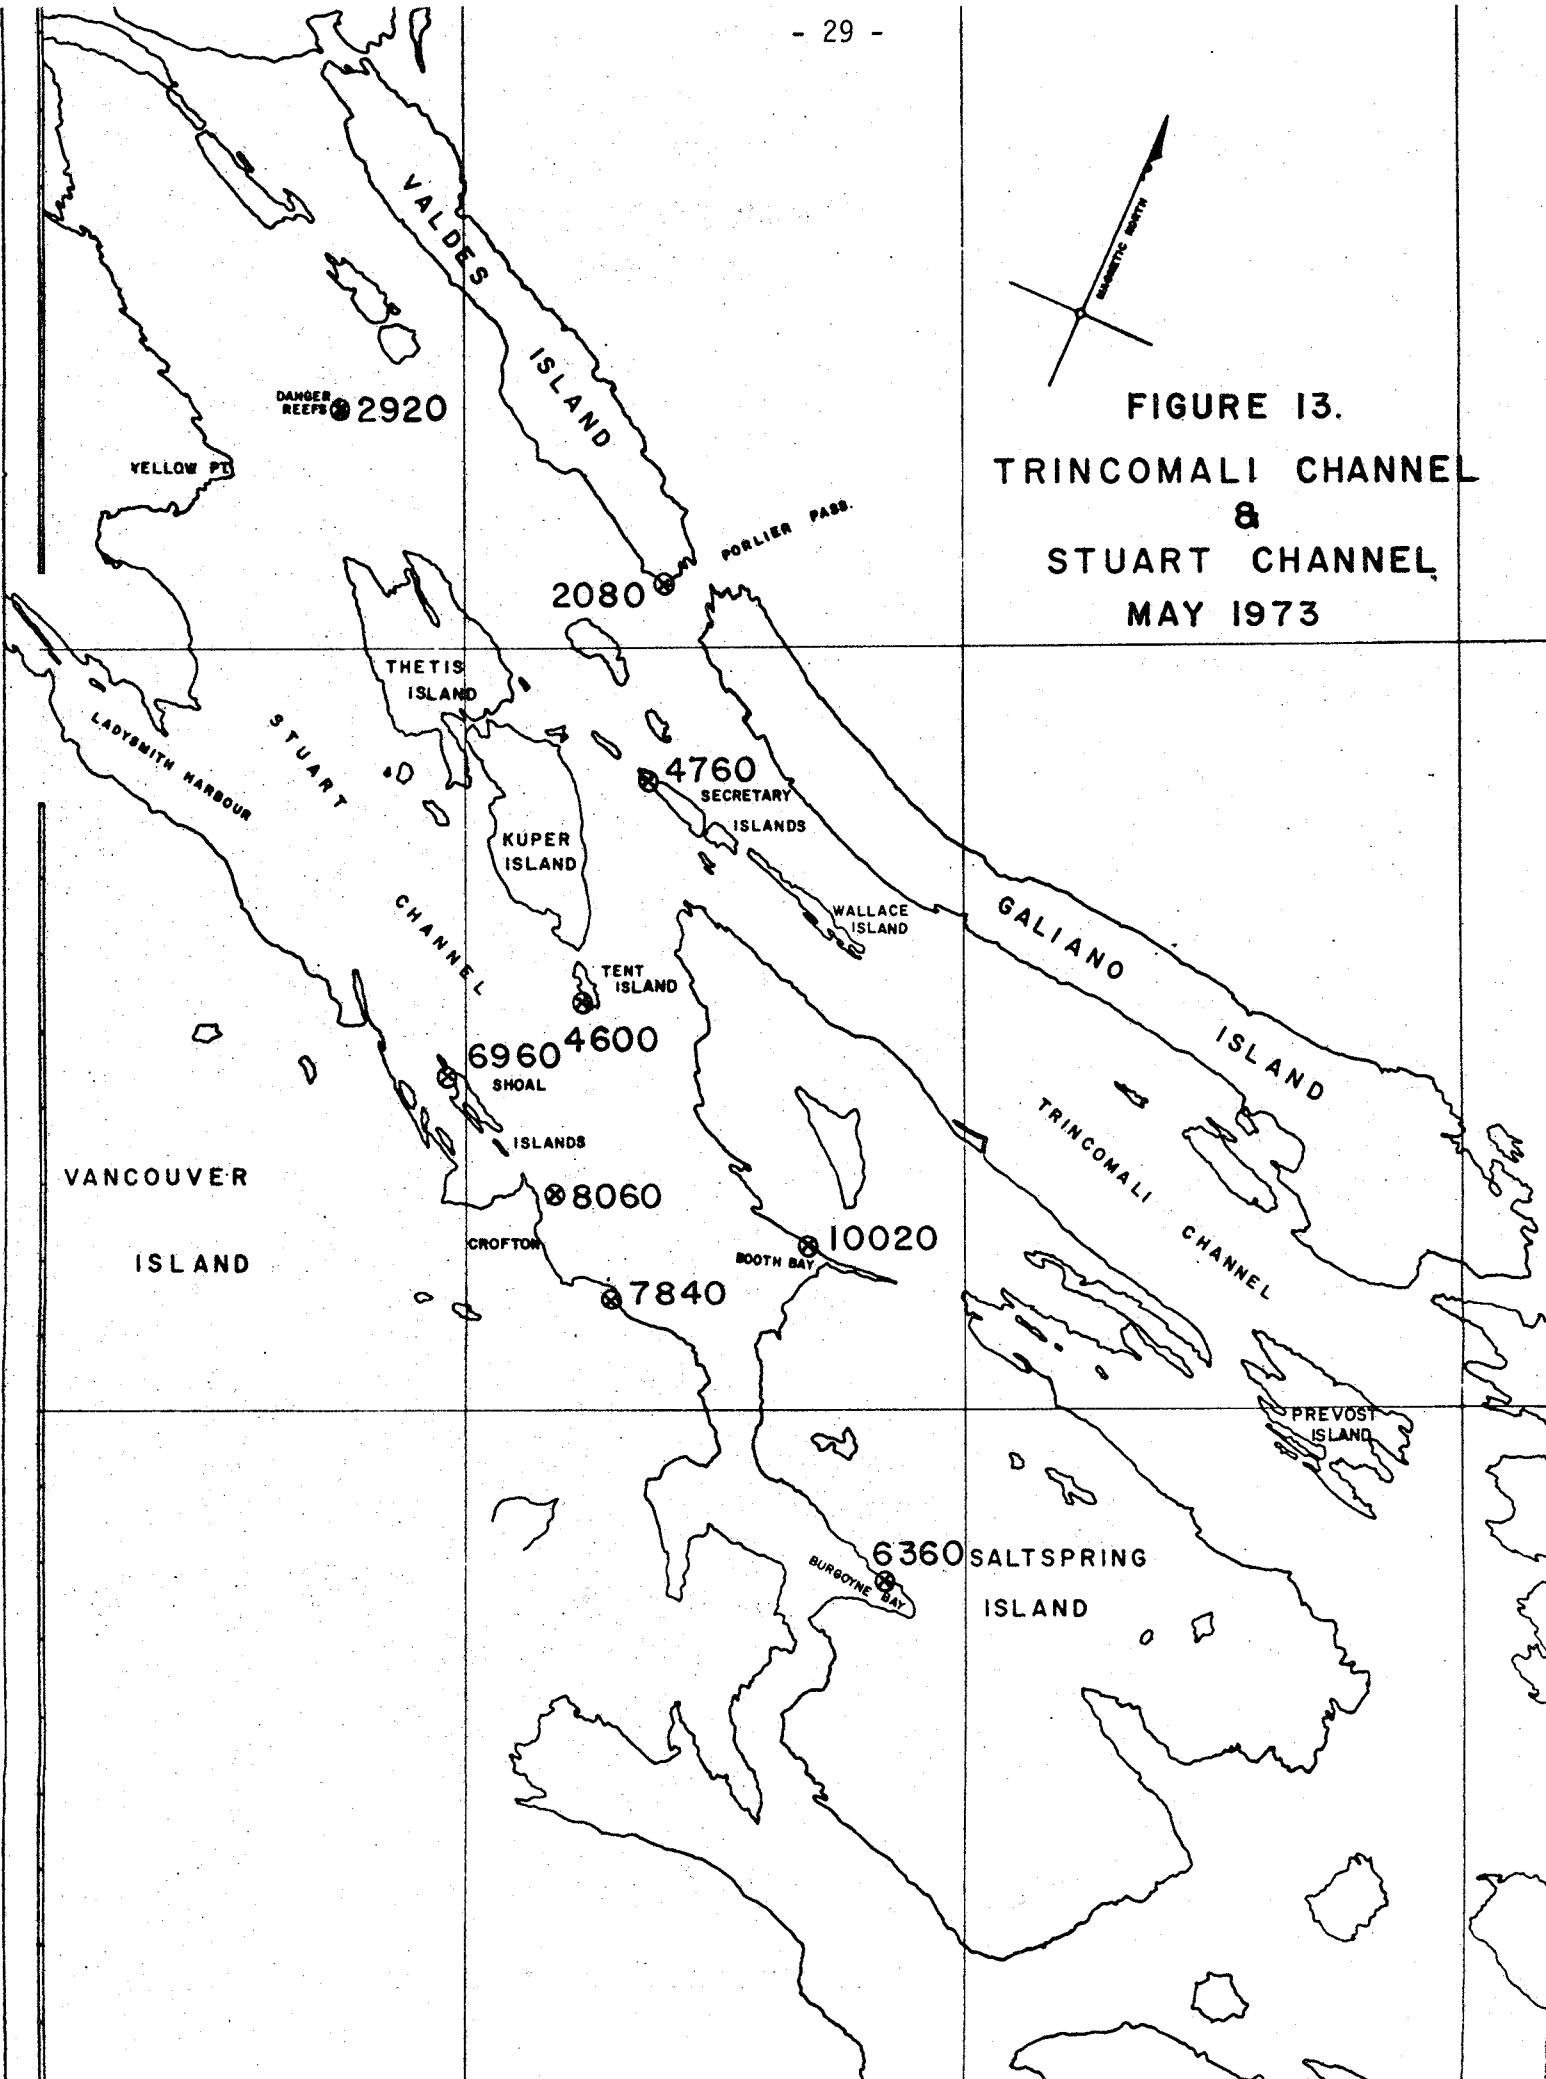 - 29 -
MAGNETIC NORTH
FIGURE 13.
TRINCOMALI CHANNEL
&
STUART CHANNEL
MAY 1973
VALDES
ISLAND
DANGER
REEFS 2920
YELLOW PT.
PORLIER PASS.
2080
THETIS
ISLAND
LADYSMITH HARBOUR
STUART
CHANNEL
4760
SECRETARY
ISLANDS
KUPER
ISLAND
WALLACE
ISLAND
GALIANO
ISLAND
TENT
ISLAND
4600
6960
SHOAL
ISLANDS
TRINCOMALI
CHANNEL
VANCOUVER
ISLAND
8060
CROFTON
10020
BOOTH BAY
7840
PREVOST
ISLAND
6360
BURGOYNE BAY
SALTSPRING
ISLAND